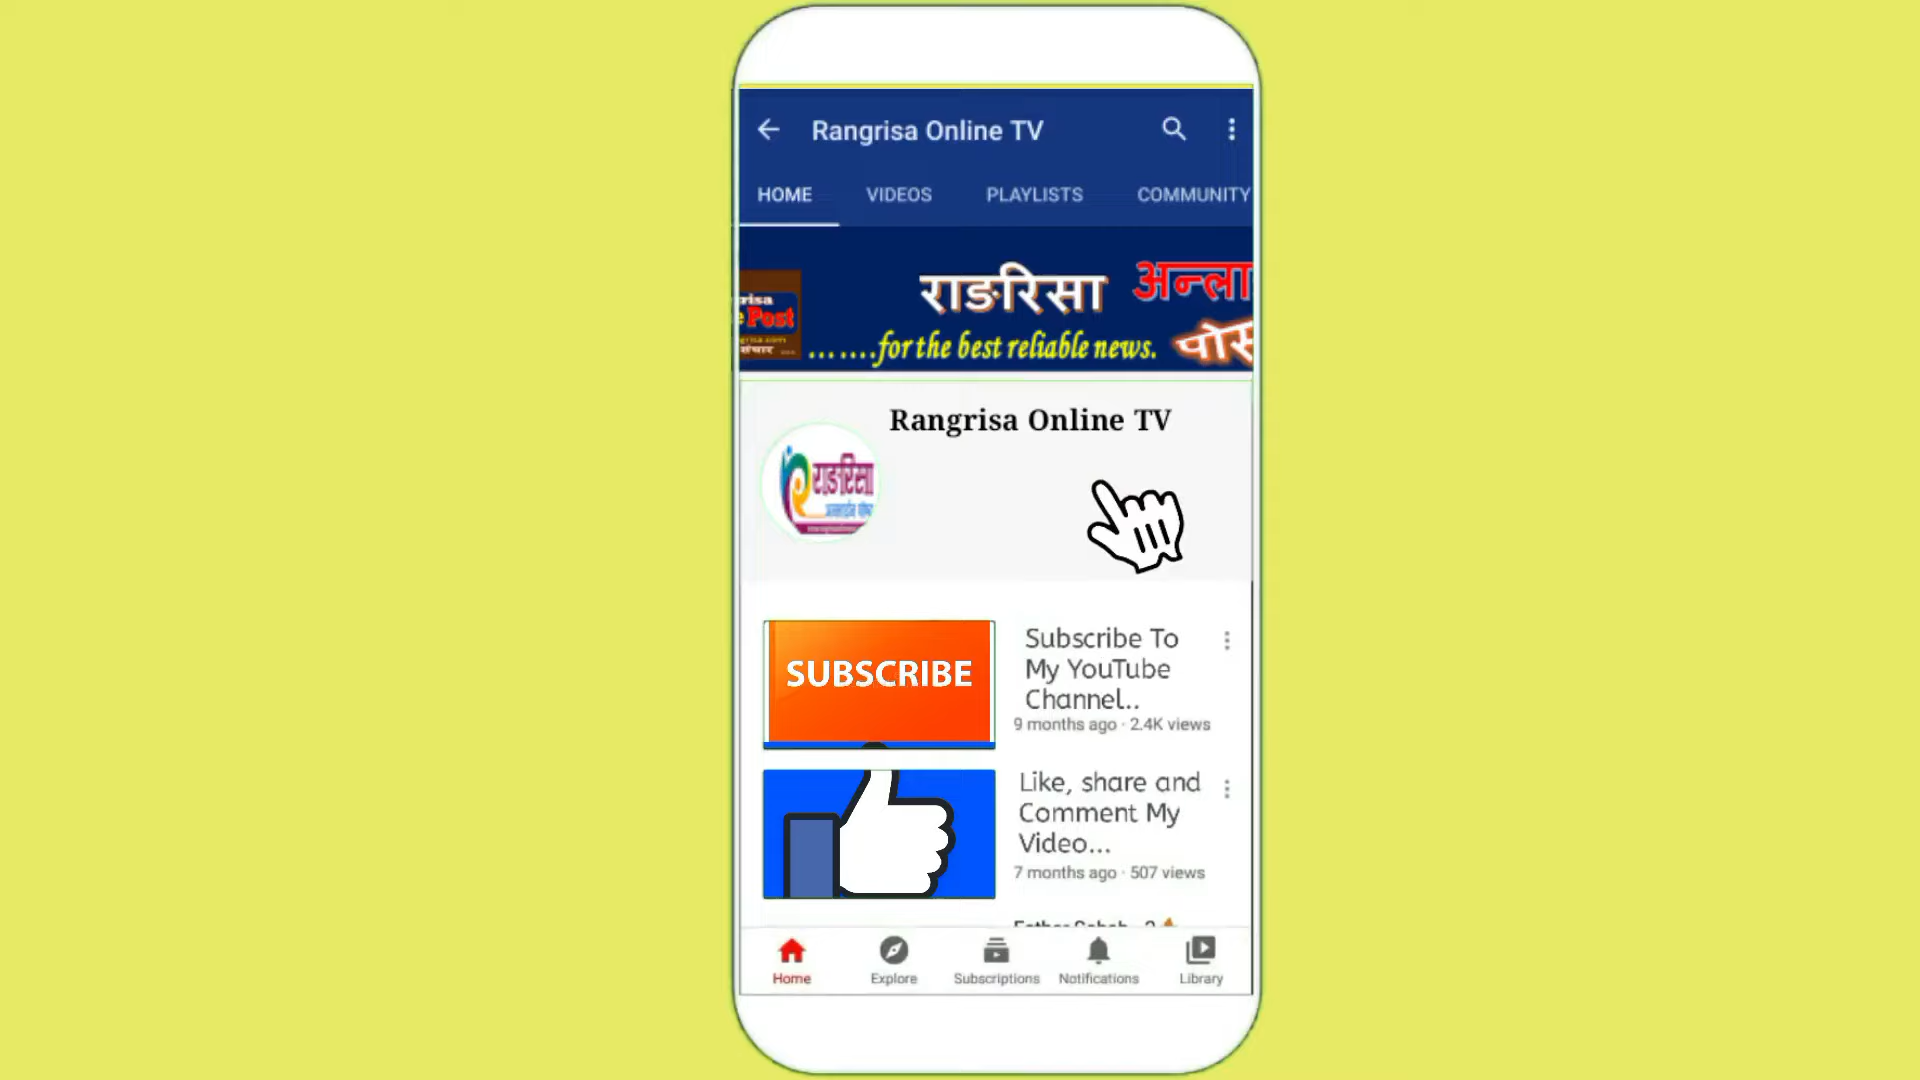 Rangrisa Online TV
HOME VIDEOS PLAYLISTS COMMUNITY
राङरिसा
.......for the best reliable news.
Post
Rangrisa Online TV
राङरिसा
SUBSCRIBE
Subscribe To
My YouTube
Channel..
9 months ago · 2.4K views
Like, share and
Comment My
Video...
7 months ago · 507 views
Home Explore Subscriptions Notifications Library